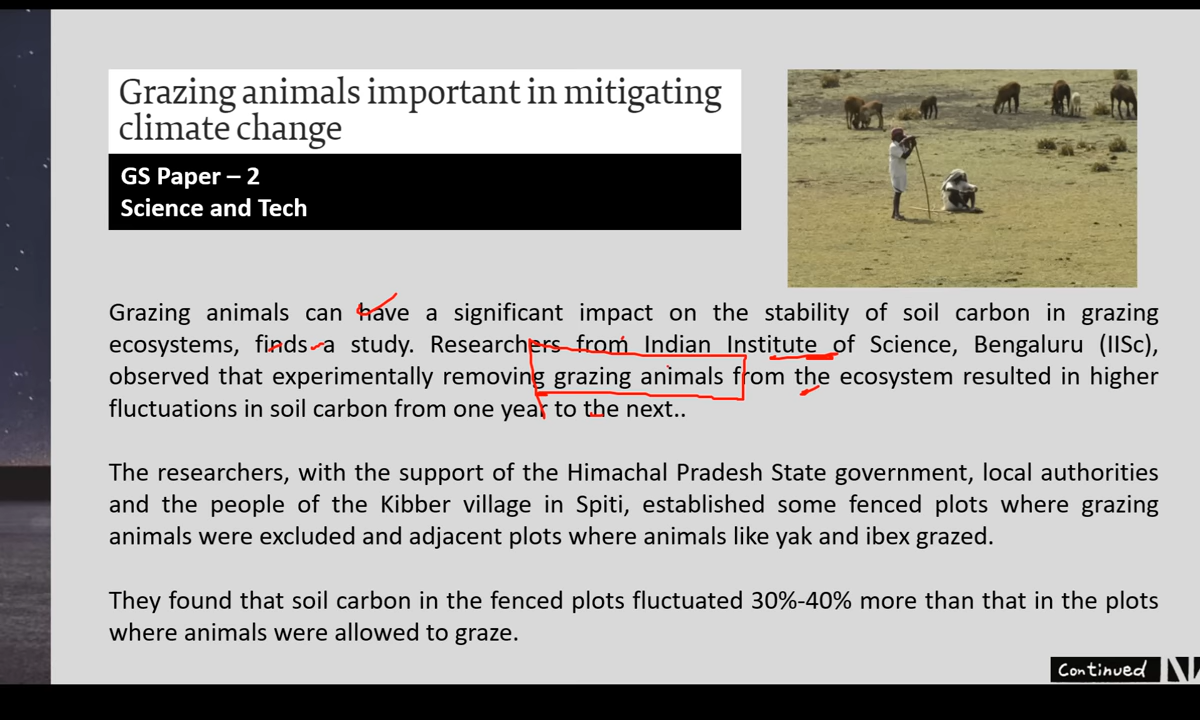 Grazing animals important in mitigating
climate change
GS Paper – 2
Science and Tech
Grazing animals can have a significant impact on the stability of soil carbon in grazing
ecosystems, finds a study. Researchers from Indian Institute of Science, Bengaluru (IISc),
observed that experimentally removing grazing animals from the ecosystem resulted in higher
fluctuations in soil carbon from one year to the next..
The researchers, with the support of the Himachal Pradesh State government, local authorities
and the people of the Kibber village in Spiti, established some fenced plots where grazing
animals were excluded and adjacent plots where animals like yak and ibex grazed.
They found that soil carbon in the fenced plots fluctuated 30%-40% more than that in the plots
where animals were allowed to graze.
Continued